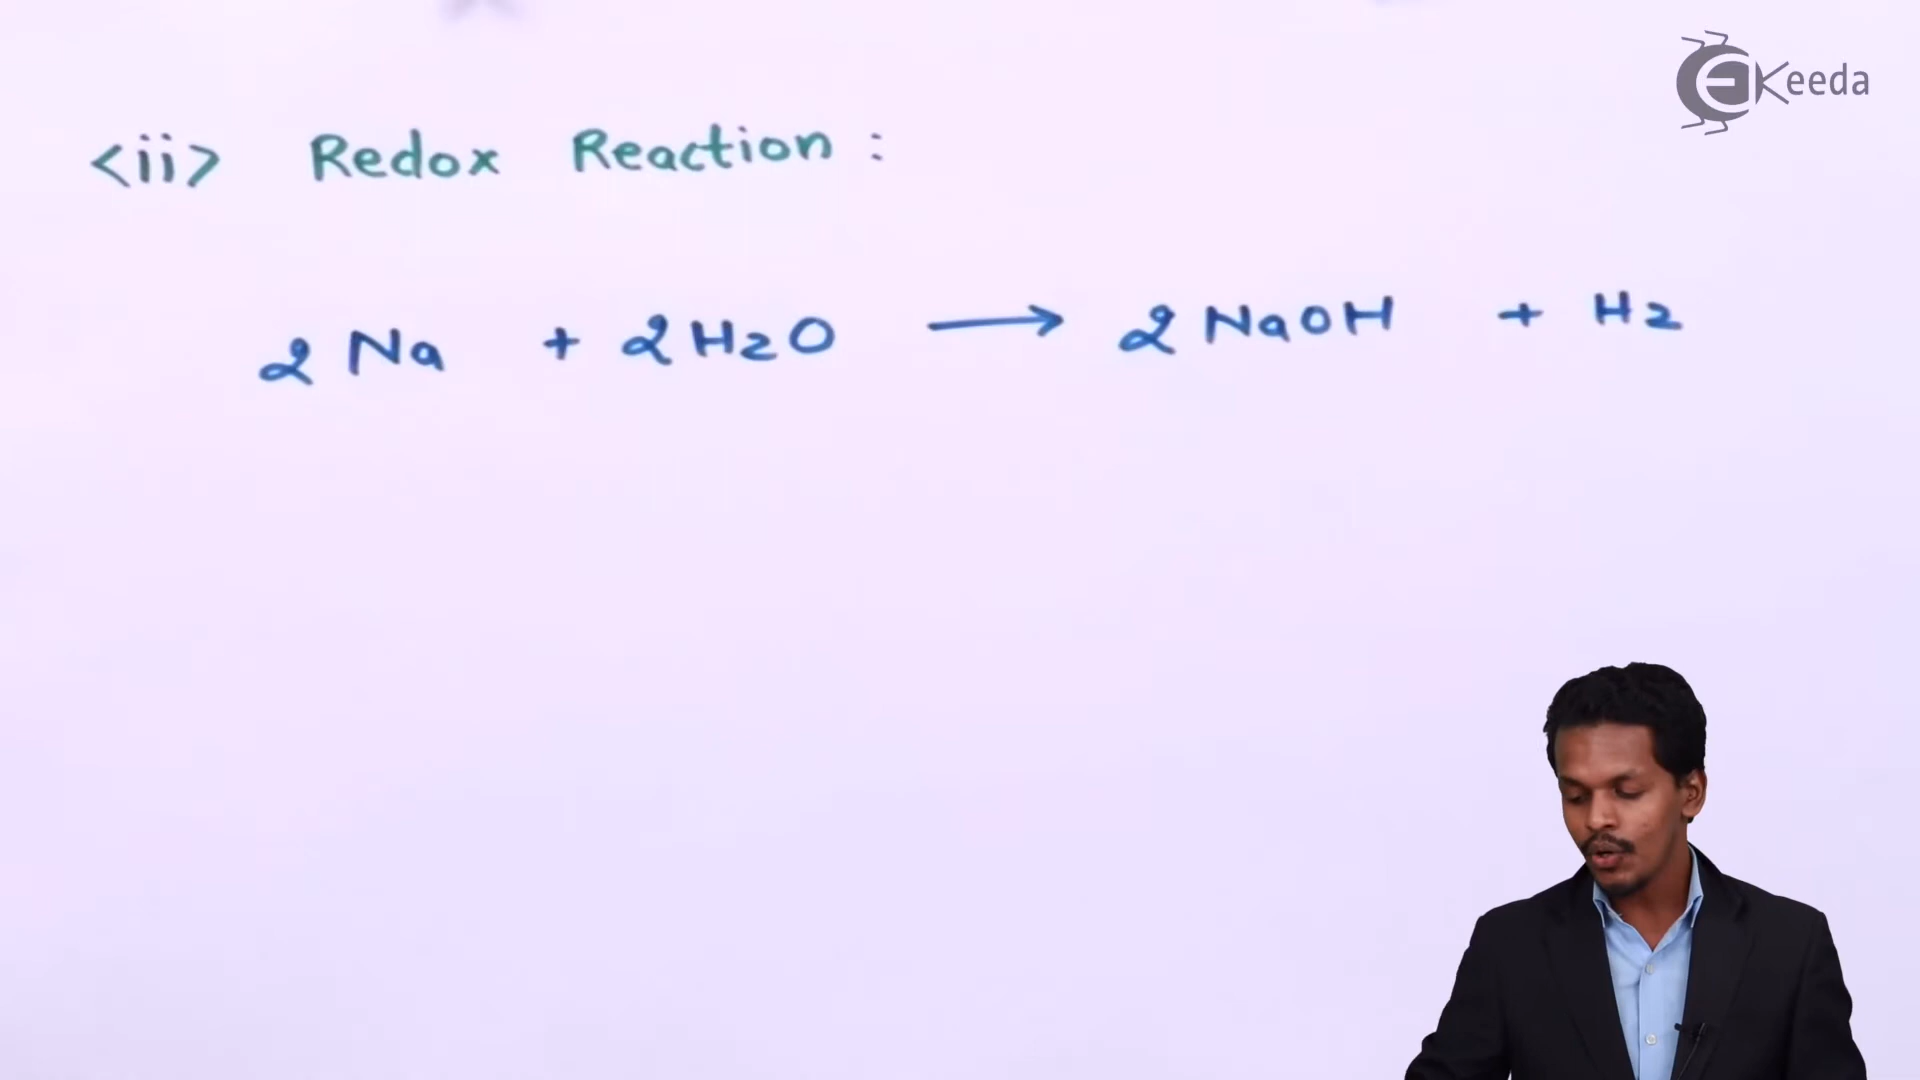 EKeeda
<ii> Redox Reaction :
2 Na + 2 H2O → 2 NaOH + H2